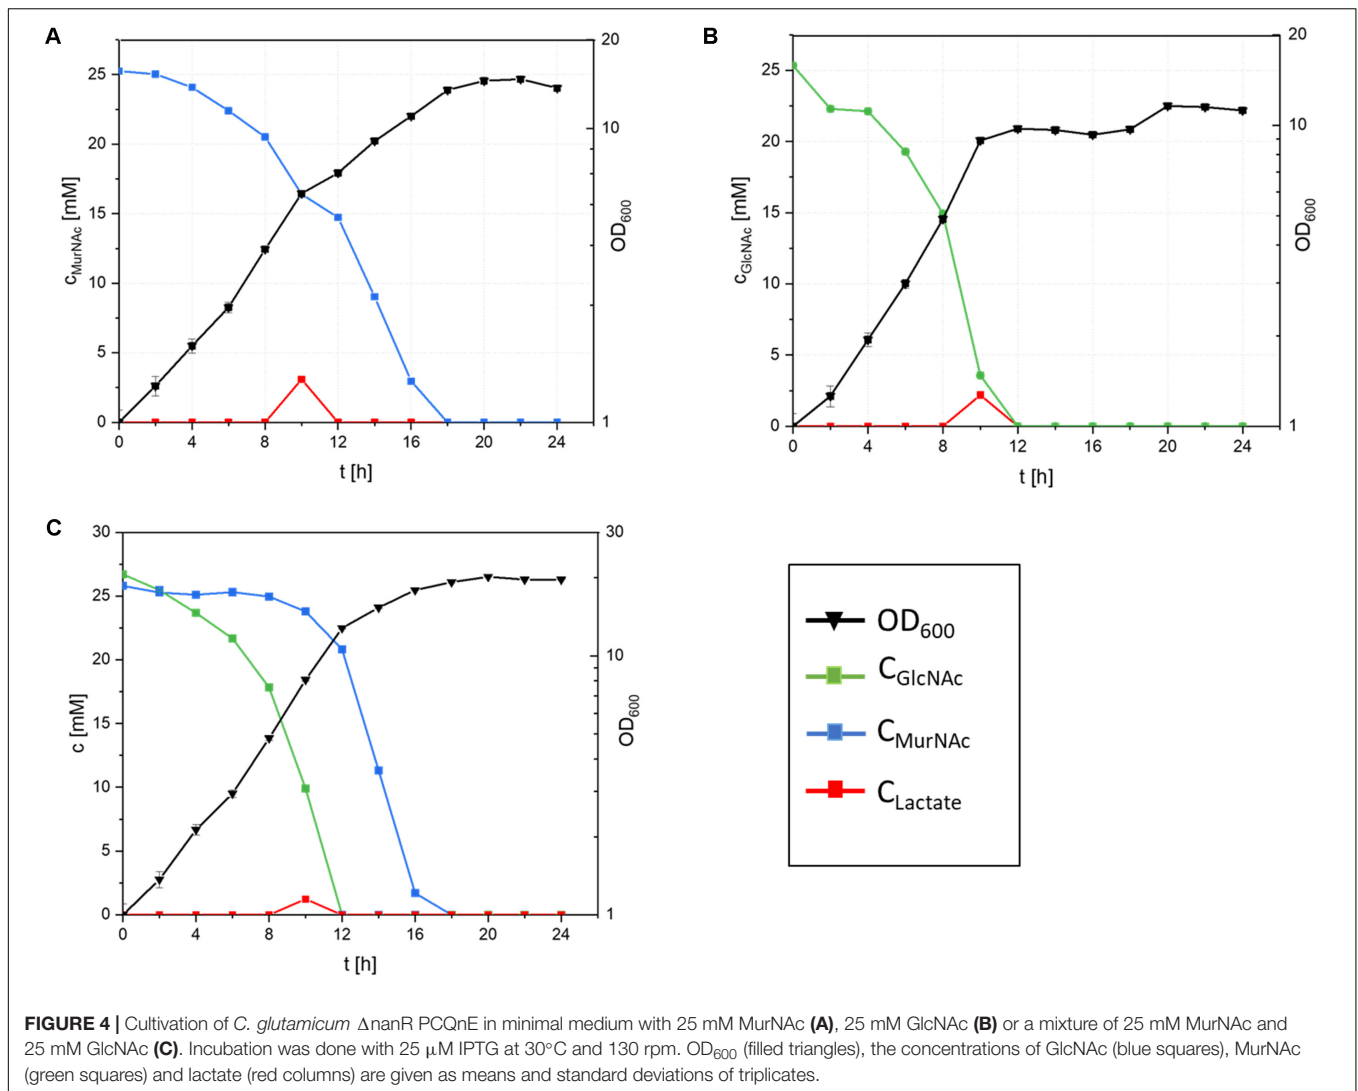 A
25
20
15
10
5
0
c_MurNAc [mM]
20
10
1
OD600
0 4 8 12 16 20 24
t [h]
B
25
20
15
10
5
0
c_GlcNAc [mM]
20
10
1
OD600
0 4 8 12 16 20 24
t [h]
C
30
25
20
15
10
5
0
c [mM]
30
10
1
OD600
0 4 8 12 16 20 24
t [h]
OD600
CGlcNAc
CMurNAc
CLactate
FIGURE 4 | Cultivation of C. glutamicum ΔnanR PCQnE in minimal medium with 25 mM MurNAc (A), 25 mM GlcNAc (B) or a mixture of 25 mM MurNAc and
25 mM GlcNAc (C). Incubation was done with 25 μM IPTG at 30°C and 130 rpm. OD600 (filled triangles), the concentrations of GlcNAc (blue squares), MurNAc
(green squares) and lactate (red columns) are given as means and standard deviations of triplicates.